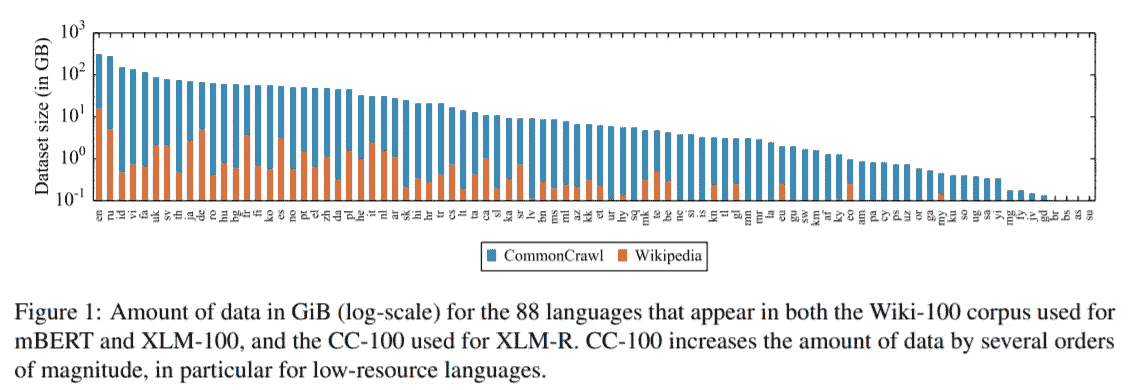 10³
10²
10¹
10⁰
10⁻¹
Dataset size (in GB)
en ru id vi fa uk sv th ja de ro hu bg fr fi ko es no pt el zh da pl he it nl ar sk hi hr tr cs lt ta ca sl ka sr lv bn ms ml az kk et ur hy sq mk te be ne si is kn tl gl mn mr la eu gu sw km af ky eo am pa cy ps uz or ga my ku so ug sa yi mg fy jv gd br bs as su
CommonCrawl Wikipedia
Figure 1: Amount of data in GiB (log-scale) for the 88 languages that appear in both the Wiki-100 corpus used for
mBERT and XLM-100, and the CC-100 used for XLM-R. CC-100 increases the amount of data by several orders
of magnitude, in particular for low-resource languages.